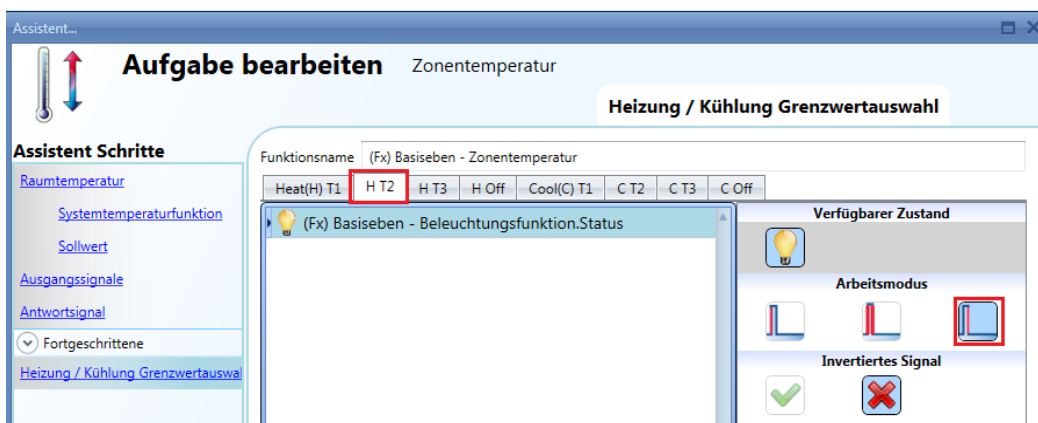 Assistent...
Aufgabe bearbeiten Zonentemperatur
Heizung / Kühlung Grenzwertauswahl
Assistent Schritte
Raumtemperatur
Systemtemperaturfunktion
Sollwert
Ausgangssignale
Antwortsignal
Fortgeschrittene
Heizung / Kühlung Grenzwertauswal
Funktionsname (Fx) Basiseben - Zonentemperatur
Heat(H) T1 H T2 H T3 H Off Cool(C) T1 C T2 C T3 C Off
(Fx) Basiseben - Beleuchtungsfunktion.Status
Verfügbarer Zustand
Arbeitsmodus
Invertiertes Signal